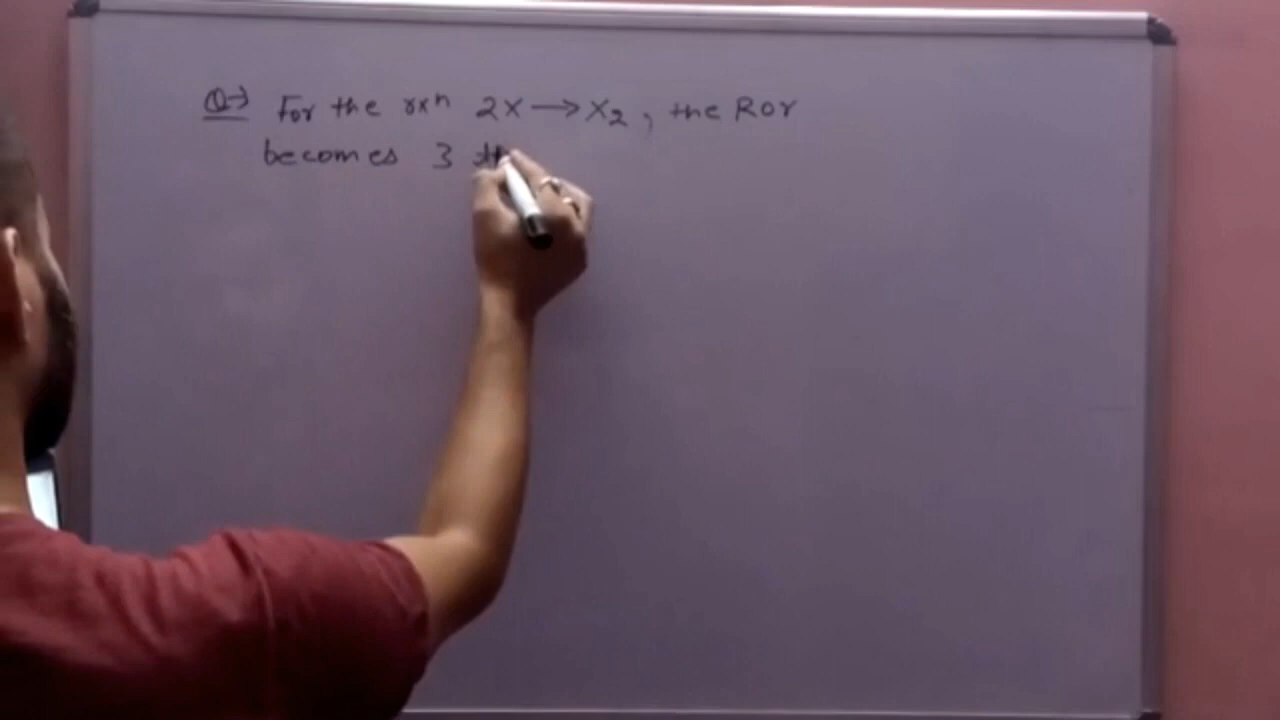 Q→ For the rxn 2X → X₂, the ROR
becomes 3